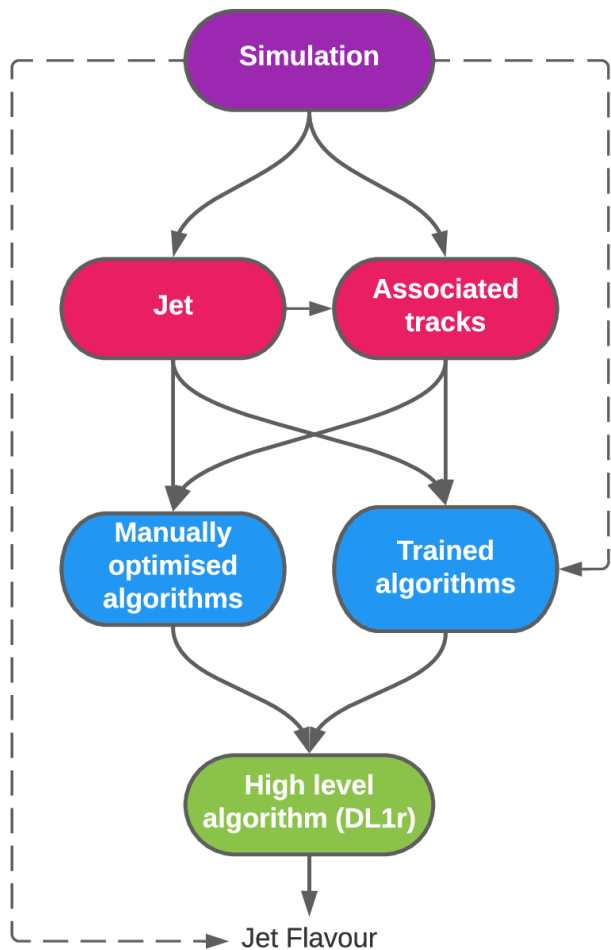 Simulation
Jet
Associated
tracks
Manually
optimised
algorithms
Trained
algorithms
High level
algorithm (DL1r)
Jet Flavour